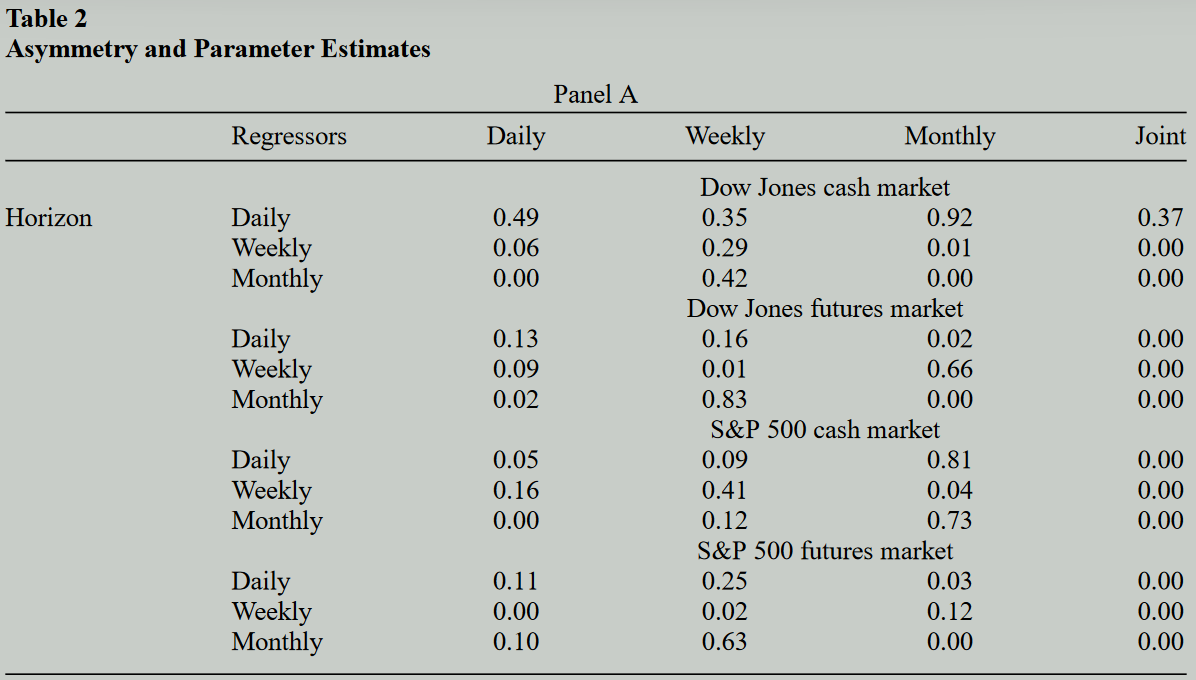 Table 2
Asymmetry and Parameter Estimates
Panel A
Regressors Daily Weekly Monthly Joint
Dow Jones cash market
Horizon Daily 0.49 0.35 0.92 0.37
Weekly 0.06 0.29 0.01 0.00
Monthly 0.00 0.42 0.00 0.00
Dow Jones futures market
Daily 0.13 0.16 0.02 0.00
Weekly 0.09 0.01 0.66 0.00
Monthly 0.02 0.83 0.00 0.00
S&P 500 cash market
Daily 0.05 0.09 0.81 0.00
Weekly 0.16 0.41 0.04 0.00
Monthly 0.00 0.12 0.73 0.00
S&P 500 futures market
Daily 0.11 0.25 0.03 0.00
Weekly 0.00 0.02 0.12 0.00
Monthly 0.10 0.63 0.00 0.00